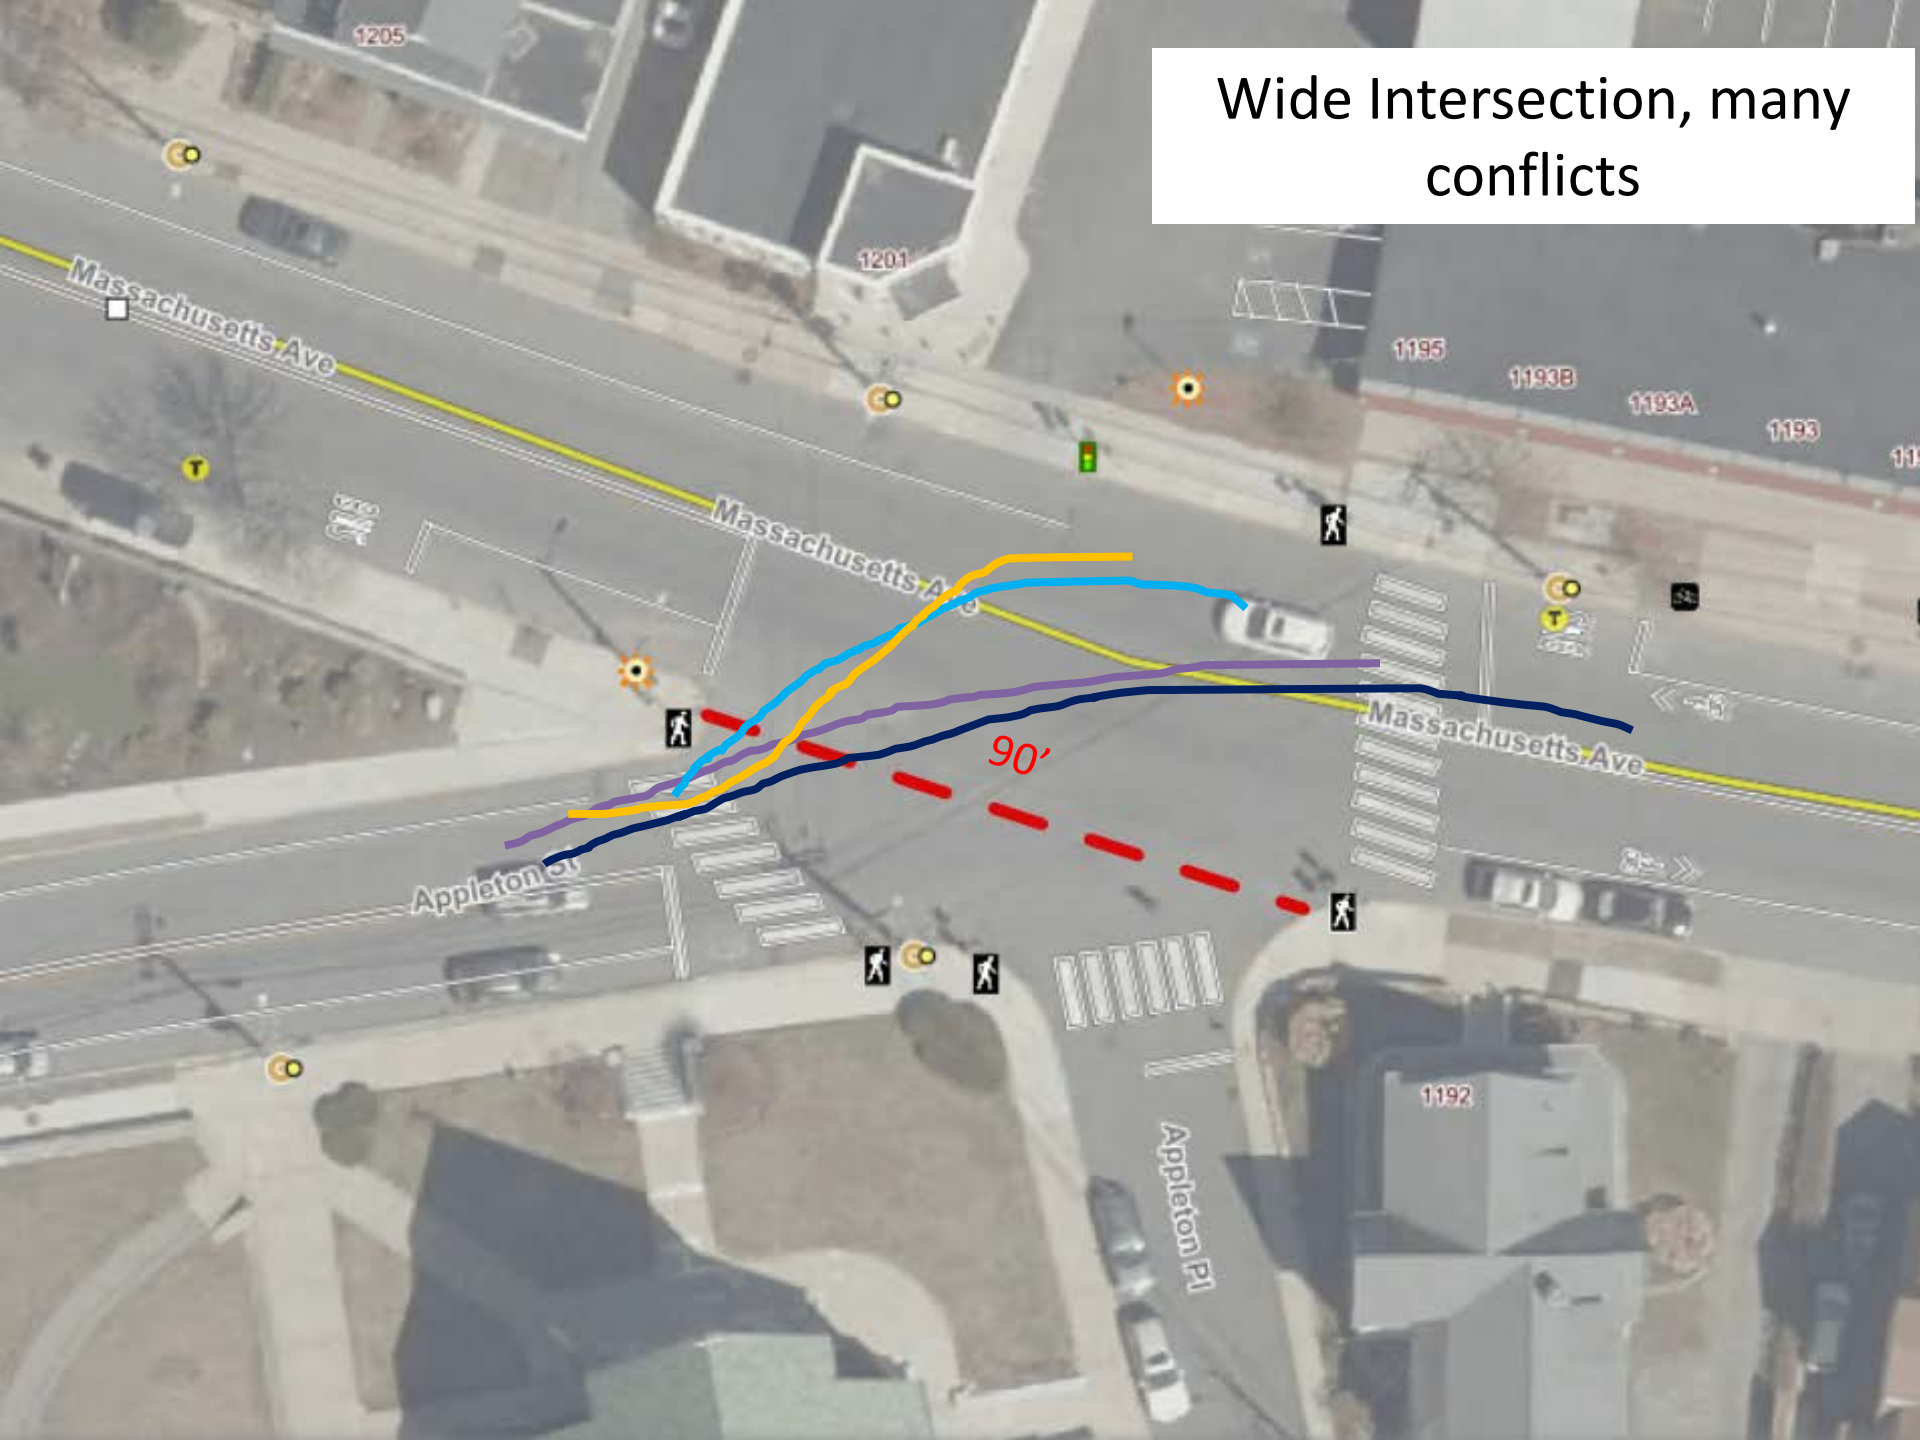 1205
Wide Intersection, many
conflicts
1201
Massachusetts Ave
1195
1193B
1193A
1193
T
Massachusetts Ave
T
Massachusetts Ave
90’
Appleton St
1192
Appleton Pl